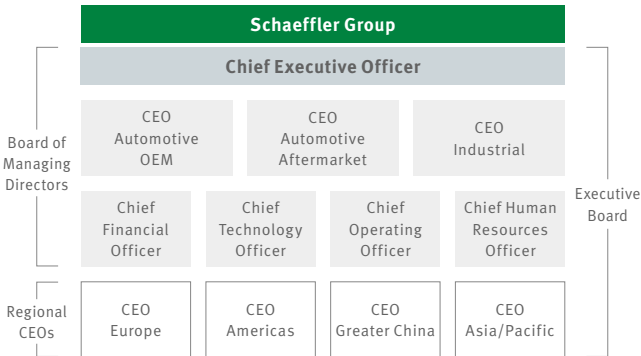 Schaeffler Group
Chief Executive Officer
Board of
Managing
Directors
CEO
Automotive
OEM
CEO
Automotive
Aftermarket
CEO
Industrial
Chief
Financial
Officer
Chief
Technology
Officer
Chief
Operating
Officer
Chief Human
Resources
Officer
Executive
Board
Regional
CEOs
CEO
Europe
CEO
Americas
CEO
Greater China
CEO
Asia/Pacific